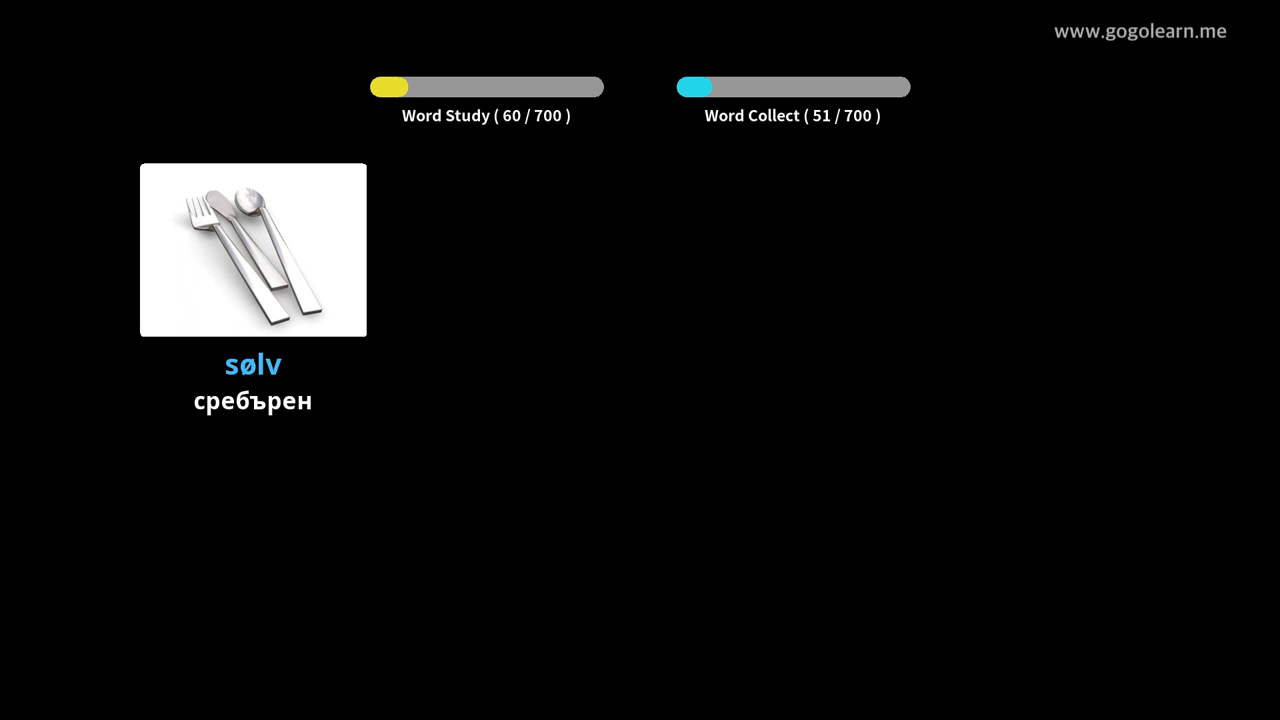 www.gogolearn.me
Word Study ( 60 / 700 )
Word Collect ( 51 / 700 )
sølv
сребърен